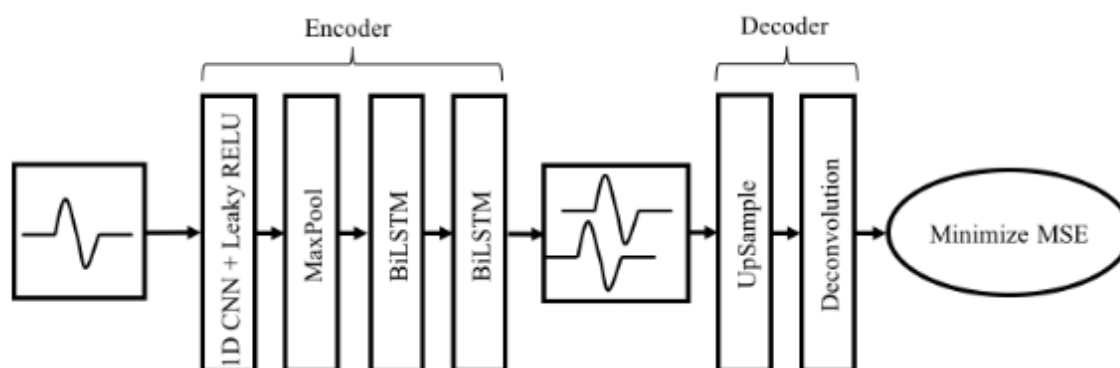 Encoder
Decoder
1D CNN + Leaky RELU
MaxPool
BiLSTM
BiLSTM
UpSample
Deconvolution
Minimize MSE